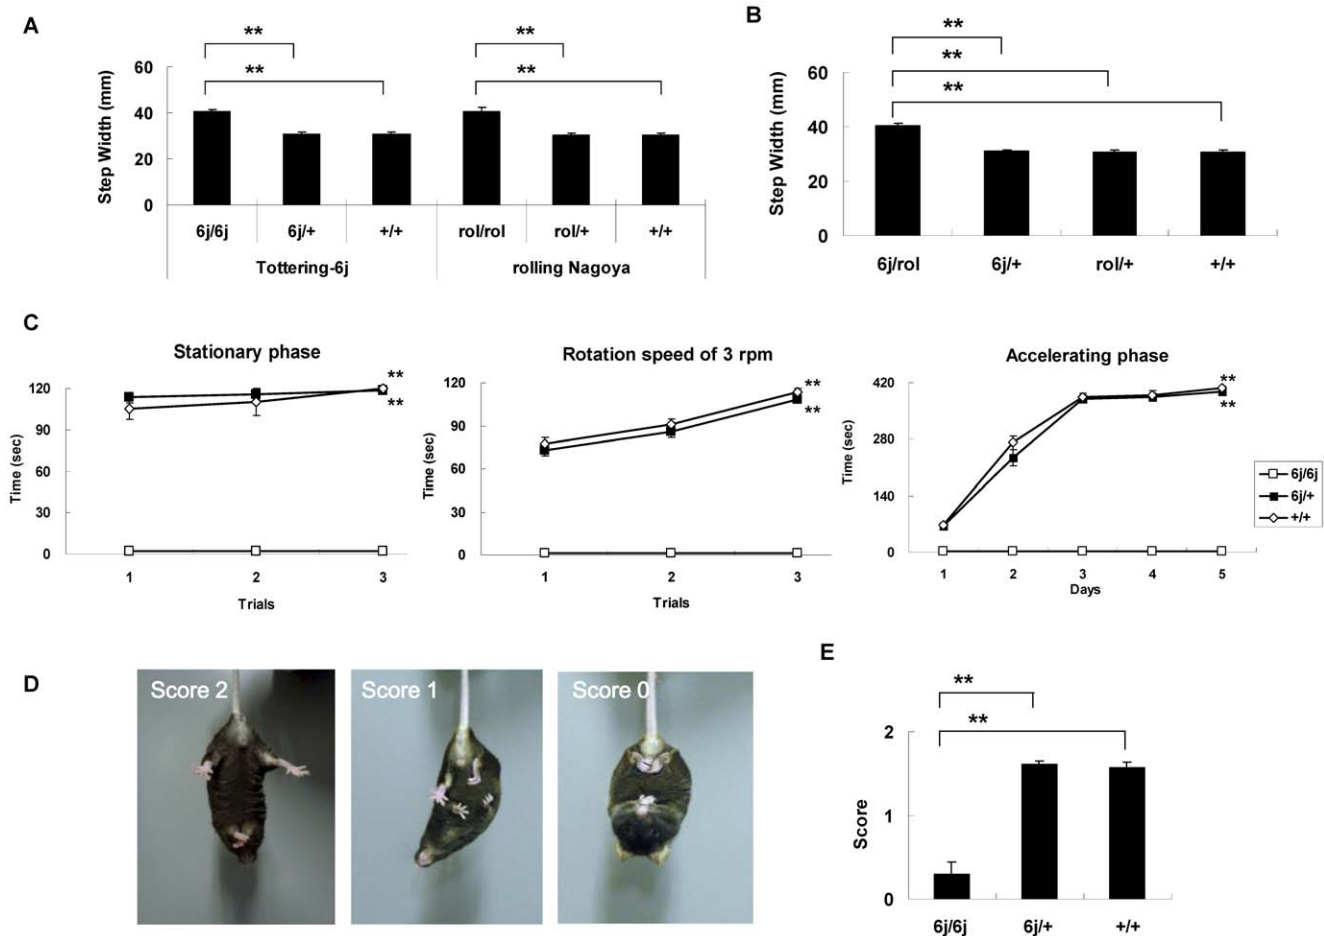 A
**
**
**
**
Step Width (mm)
60
40
20
0
6j/6j 6j/+ +/+ rol/rol rol/+ +/+
Tottering-6j rolling Nagoya
B
**
**
**
Step Width (mm)
60
40
20
0
6j/rol 6j/+ rol/+ +/+
C
Stationary phase
Time (sec)
120
90
60
30
0
**
**
1 2 3
Trials
Rotation speed of 3 rpm
Time (sec)
120
90
60
30
0
**
**
1 2 3
Trials
Accelerating phase
Time (sec)
420
280
140
0
**
**
1 2 3 4 5
Days
6j/6j
6j/+
+/+
D
Score 2
Score 1
Score 0
E
**
**
Score
2
1
0
6j/6j 6j/+ +/+